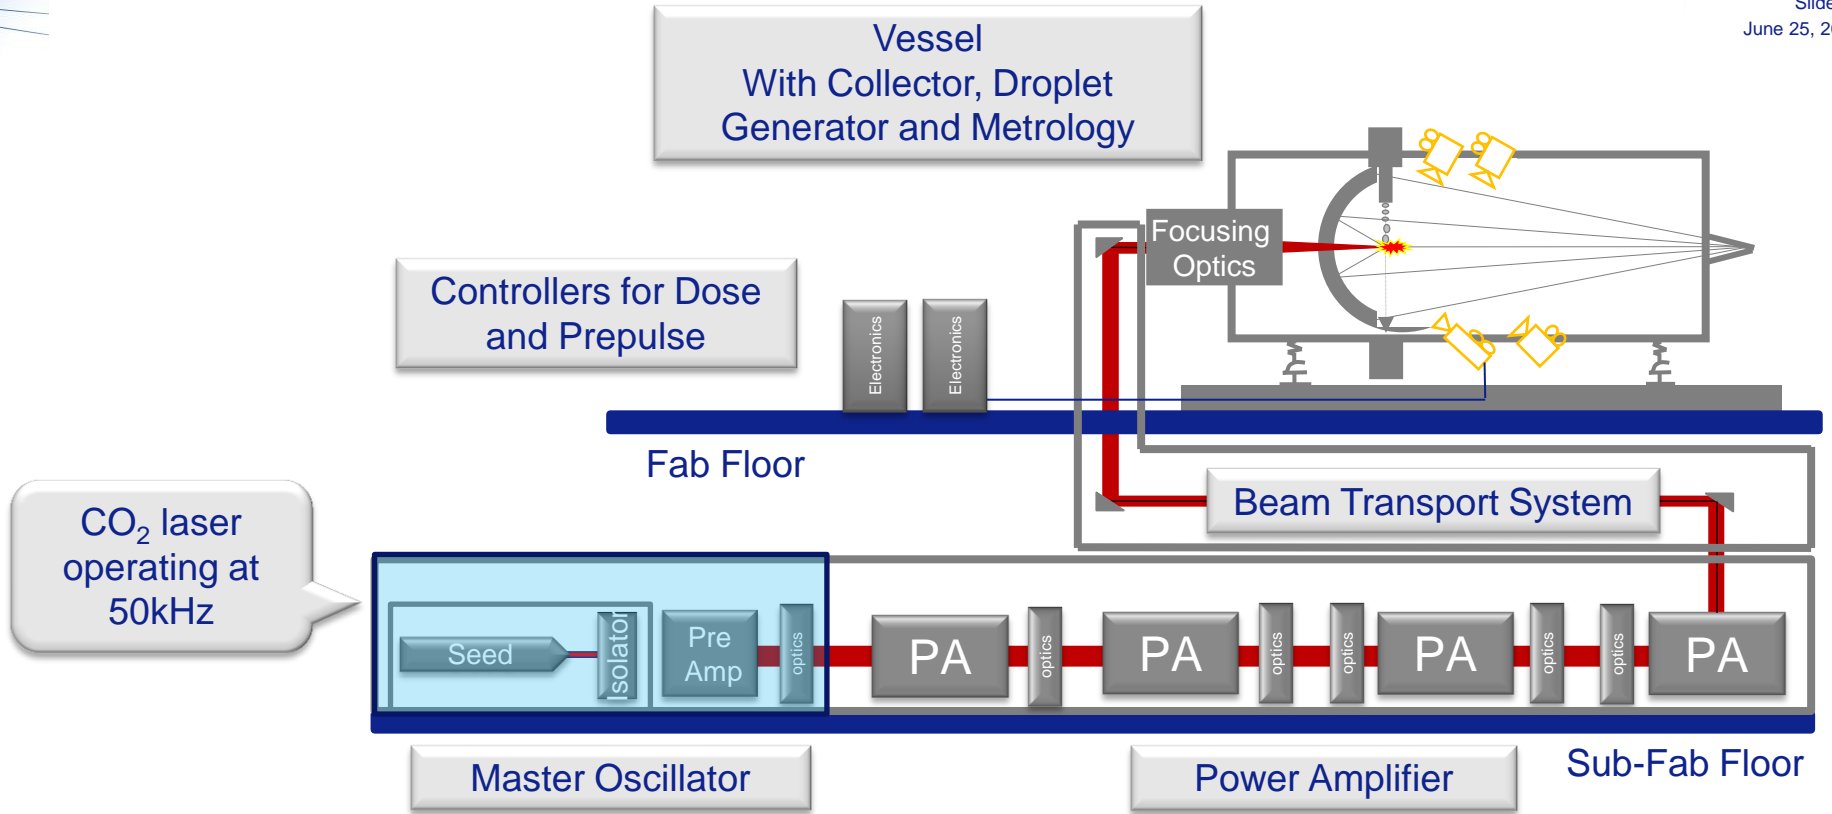 Slide
June 25, 20
Vessel
With Collector, Droplet
Generator and Metrology
Focusing
Optics
Controllers for Dose
and Prepulse
Electronics
Electronics
Fab Floor
CO₂ laser
operating at
50kHz
Beam Transport System
Seed
Isolator
Pre
Amp
optics
PA
optics
PA
optics
optics
PA
optics
optics
PA
Master Oscillator
Power Amplifier
Sub-Fab Floor